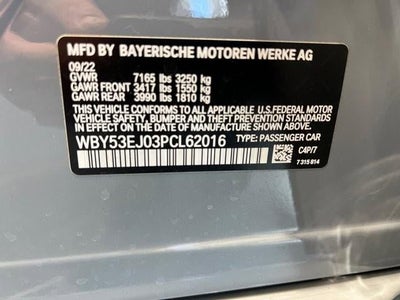 MFD BY BAYERISCHE MOTOREN WERKE AG
09/22
GVWR 7165 lbs 3250 kg
GAWR FRONT 3417 lbs 1550 kg
GAWR REAR 3990 lbs 1810 kg
THIS VEHICLE CONFORMS TO ALL APPLICABLE U.S.FEDERAL MOTOR
VEHICLE SAFETY, BUMPER, AND THEFT PREVENTION STANDARDS
IN EFFECT ON THE DATE OF MANUFACTURE SHOWN ABOVE.
WBY53EJ03PCL62016 TYPE: PASSENGER CAR
C4P/7
7 315 814